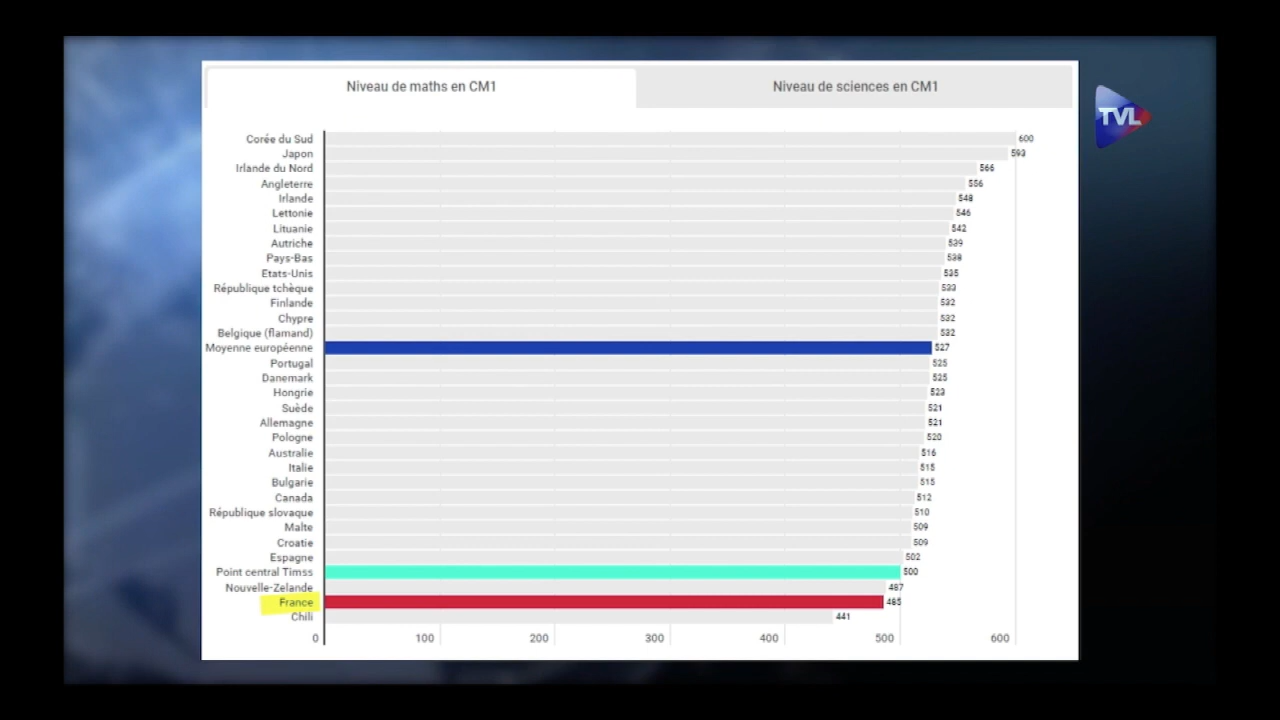 Niveau de maths en CM1
Niveau de sciences en CM1
TVL
Corée du Sud 600
Japon 593
Irlande du Nord 566
Angleterre 556
Irlande 548
Lettonie 546
Lituanie 542
Autriche 539
Pays-Bas 538
Etats-Unis 535
République tchèque 533
Finlande 532
Chypre 532
Belgique (flamand) 532
Moyenne européenne 527
Portugal 525
Danemark 525
Hongrie 523
Suède 521
Allemagne 521
Pologne 520
Australie 516
Italie 515
Bulgarie 515
Canada 512
République slovaque 510
Malte 509
Croatie 509
Espagne 502
Point central Timss 500
Nouvelle-Zelande 487
France 485
Chili 441
0 100 200 300 400 500 600